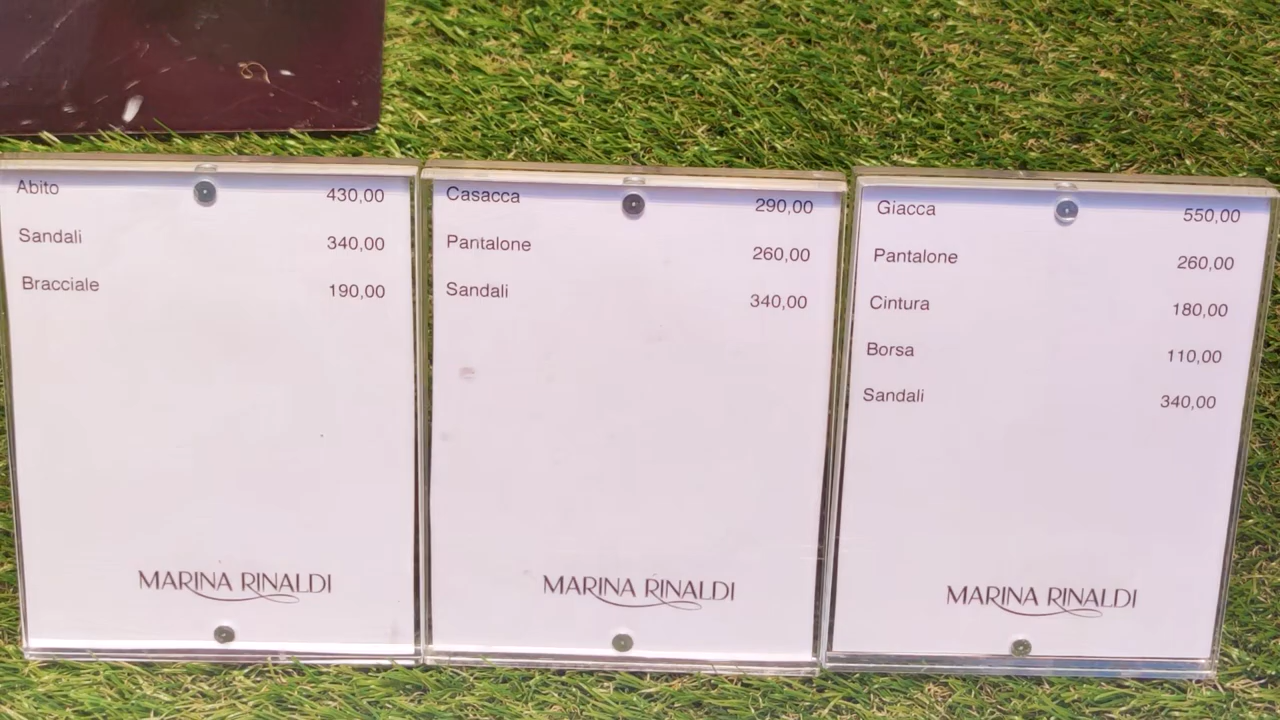 Abito 430,00
Sandali 340,00
Bracciale 190,00
MARINA RINALDI
Casacca 290,00
Pantalone 260,00
Sandali 340,00
MARINA RINALDI
Giacca 550,00
Pantalone 260,00
Cintura 180,00
Borsa 110,00
Sandali 340,00
MARINA RINALDI